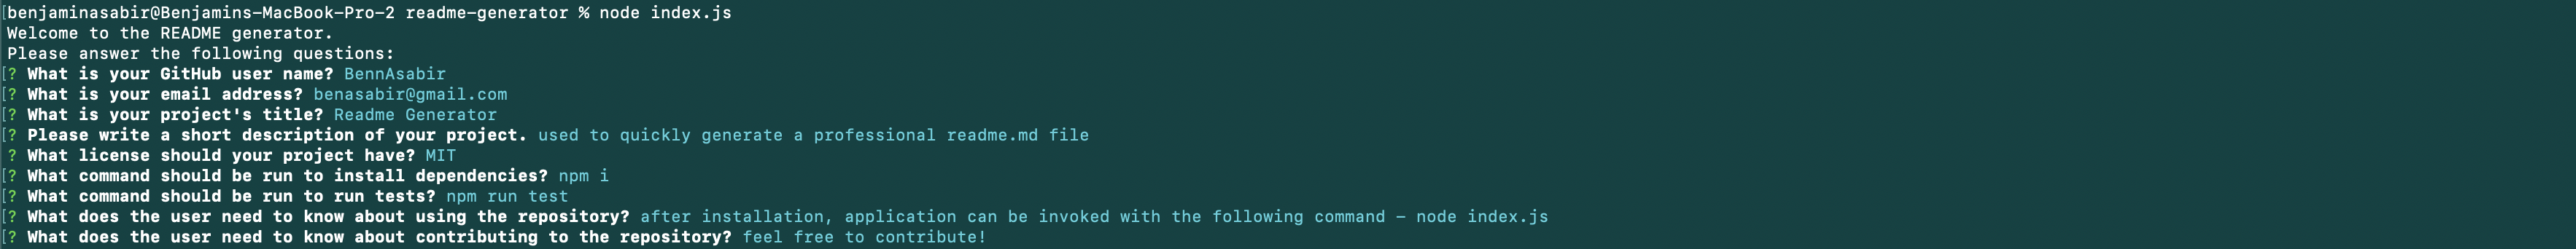 [benjaminasabir@Benjamins-MacBook-Pro-2 readme-generator % node index.js
Welcome to the README generator.
Please answer the following questions:
[? What is your GitHub user name? BennAsabir
[? What is your email address? benasabir@gmail.com
[? What is your project's title? Readme Generator
[? Please write a short description of your project. used to quickly generate a professional readme.md file
? What license should your project have? MIT
[? What command should be run to install dependencies? npm i
[? What command should be run to run tests? npm run test
[? What does the user need to know about using the repository? after installation, application can be invoked with the following command - node index.js
[? What does the user need to know about contributing to the repository? feel free to contribute!